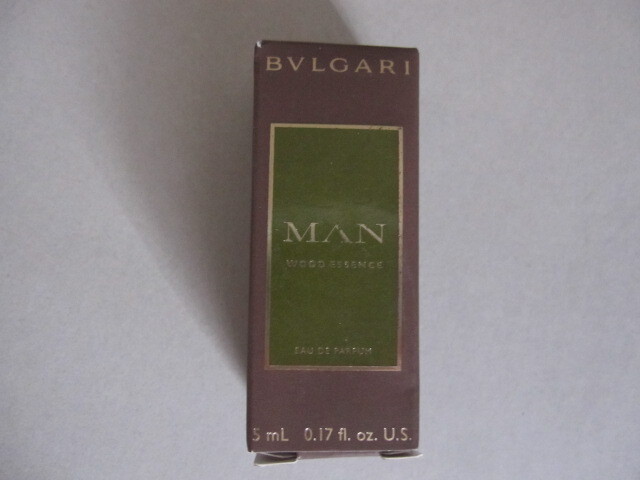 BVLGARI
MAN
WOOD ESSENCE
EAU DE PARFUM
5 mL 0.17 fl. oz. U.S.